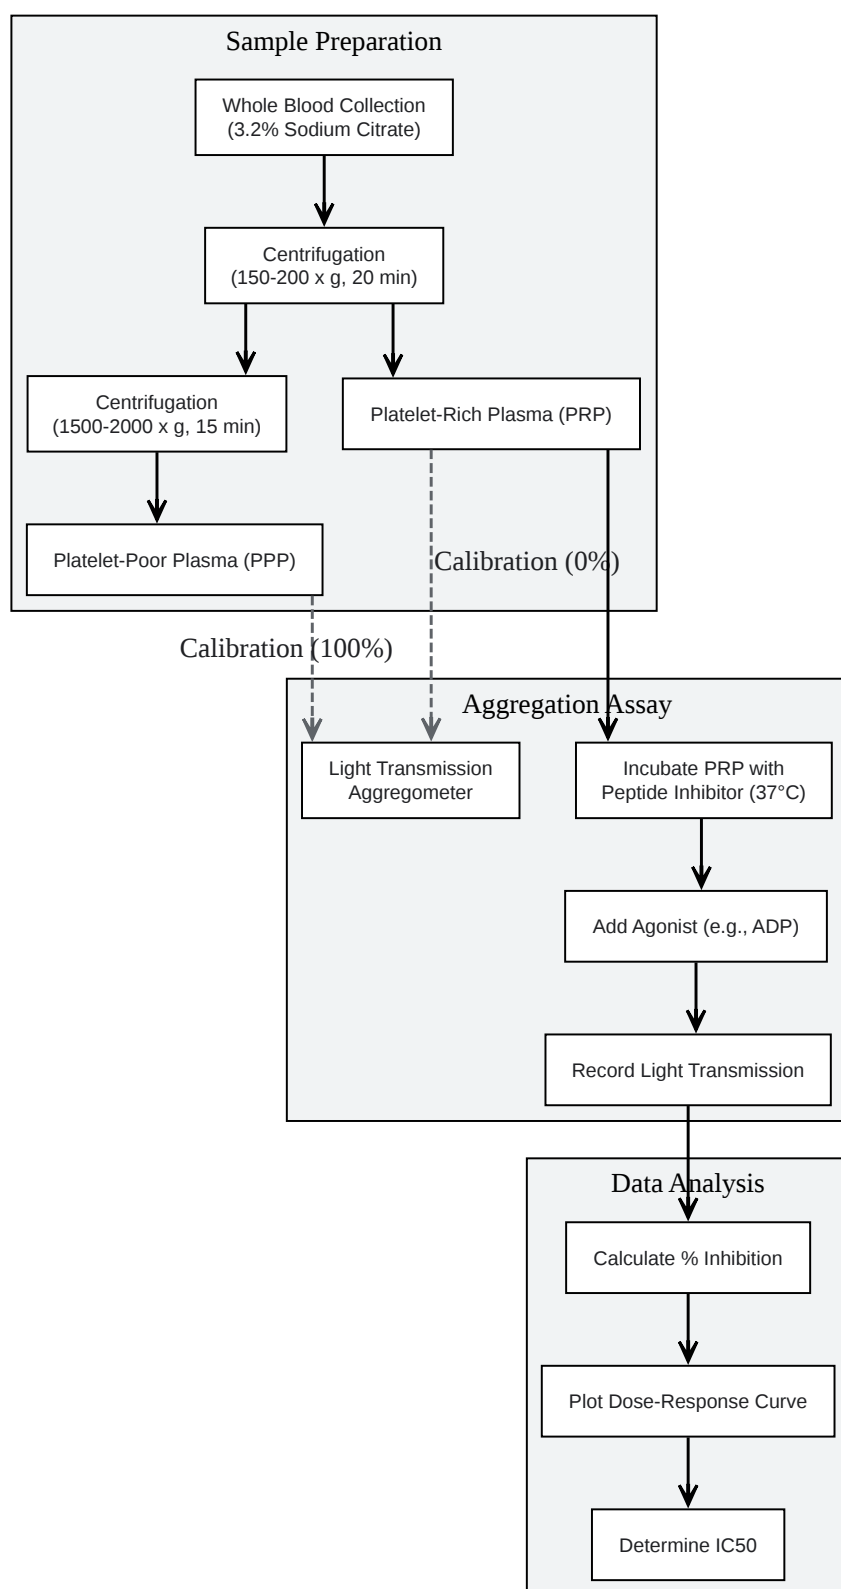 Sample Preparation
Whole Blood Collection
(3.2% Sodium Citrate)
Centrifugation
(150-200 x g, 20 min)
Centrifugation
(1500-2000 x g, 15 min)
Platelet-Rich Plasma (PRP)
Platelet-Poor Plasma (PPP)
Calibration (0%)
Calibration (100%)
Aggregation Assay
Light Transmission
Aggregometer
Incubate PRP with
Peptide Inhibitor (37°C)
Add Agonist (e.g., ADP)
Record Light Transmission
Data Analysis
Calculate % Inhibition
Plot Dose-Response Curve
Determine IC50